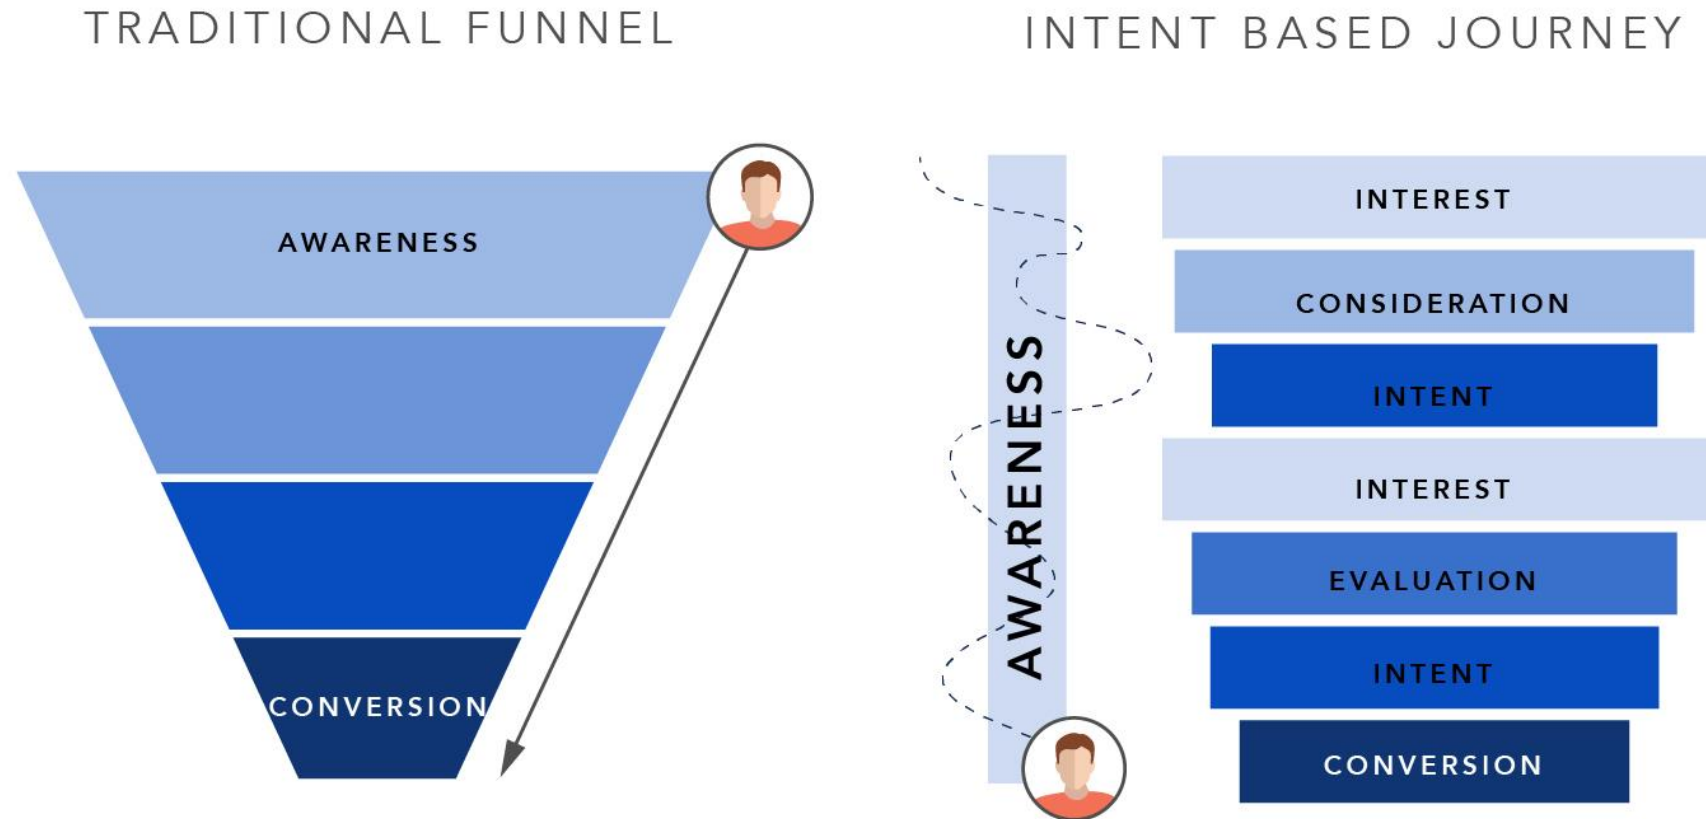 TRADITIONAL FUNNEL
AWARENESS
CONVERSION
INTENT BASED JOURNEY
AWARENESS
INTEREST
CONSIDERATION
INTENT
INTEREST
EVALUATION
INTENT
CONVERSION